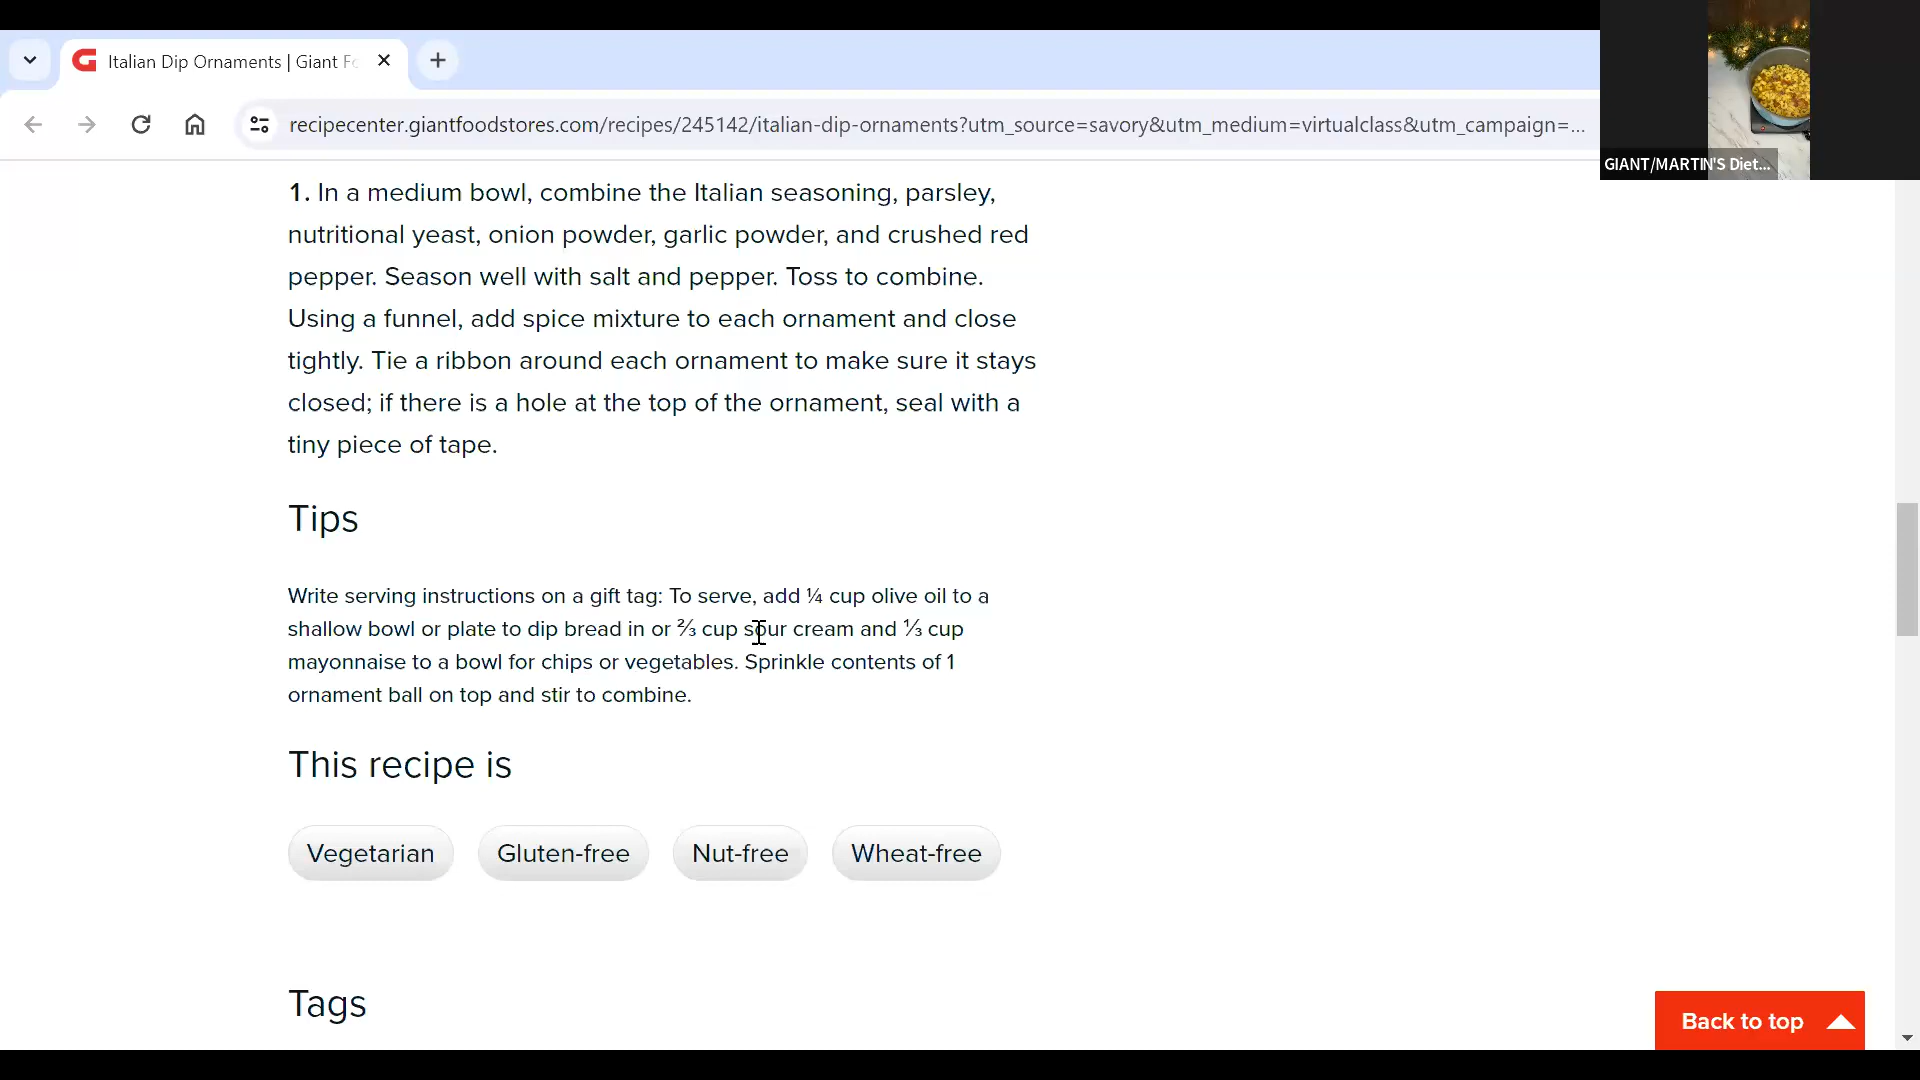 Italian Dip Ornaments | Giant Fo
recipecenter.giantfoodstores.com/recipes/245142/italian-dip-ornaments?utm_source=savory&utm_medium=virtualclass&utm_campaign=...
GIANT/MARTIN'S Diet...
1. In a medium bowl, combine the Italian seasoning, parsley,
nutritional yeast, onion powder, garlic powder, and crushed red
pepper. Season well with salt and pepper. Toss to combine.
Using a funnel, add spice mixture to each ornament and close
tightly. Tie a ribbon around each ornament to make sure it stays
closed; if there is a hole at the top of the ornament, seal with a
tiny piece of tape.
Tips
Write serving instructions on a gift tag: To serve, add ¼ cup olive oil to a
shallow bowl or plate to dip bread in or ⅔ cup sour cream and ⅓ cup
mayonnaise to a bowl for chips or vegetables. Sprinkle contents of 1
ornament ball on top and stir to combine.
This recipe is
Vegetarian Gluten-free Nut-free Wheat-free
Tags
Back to top